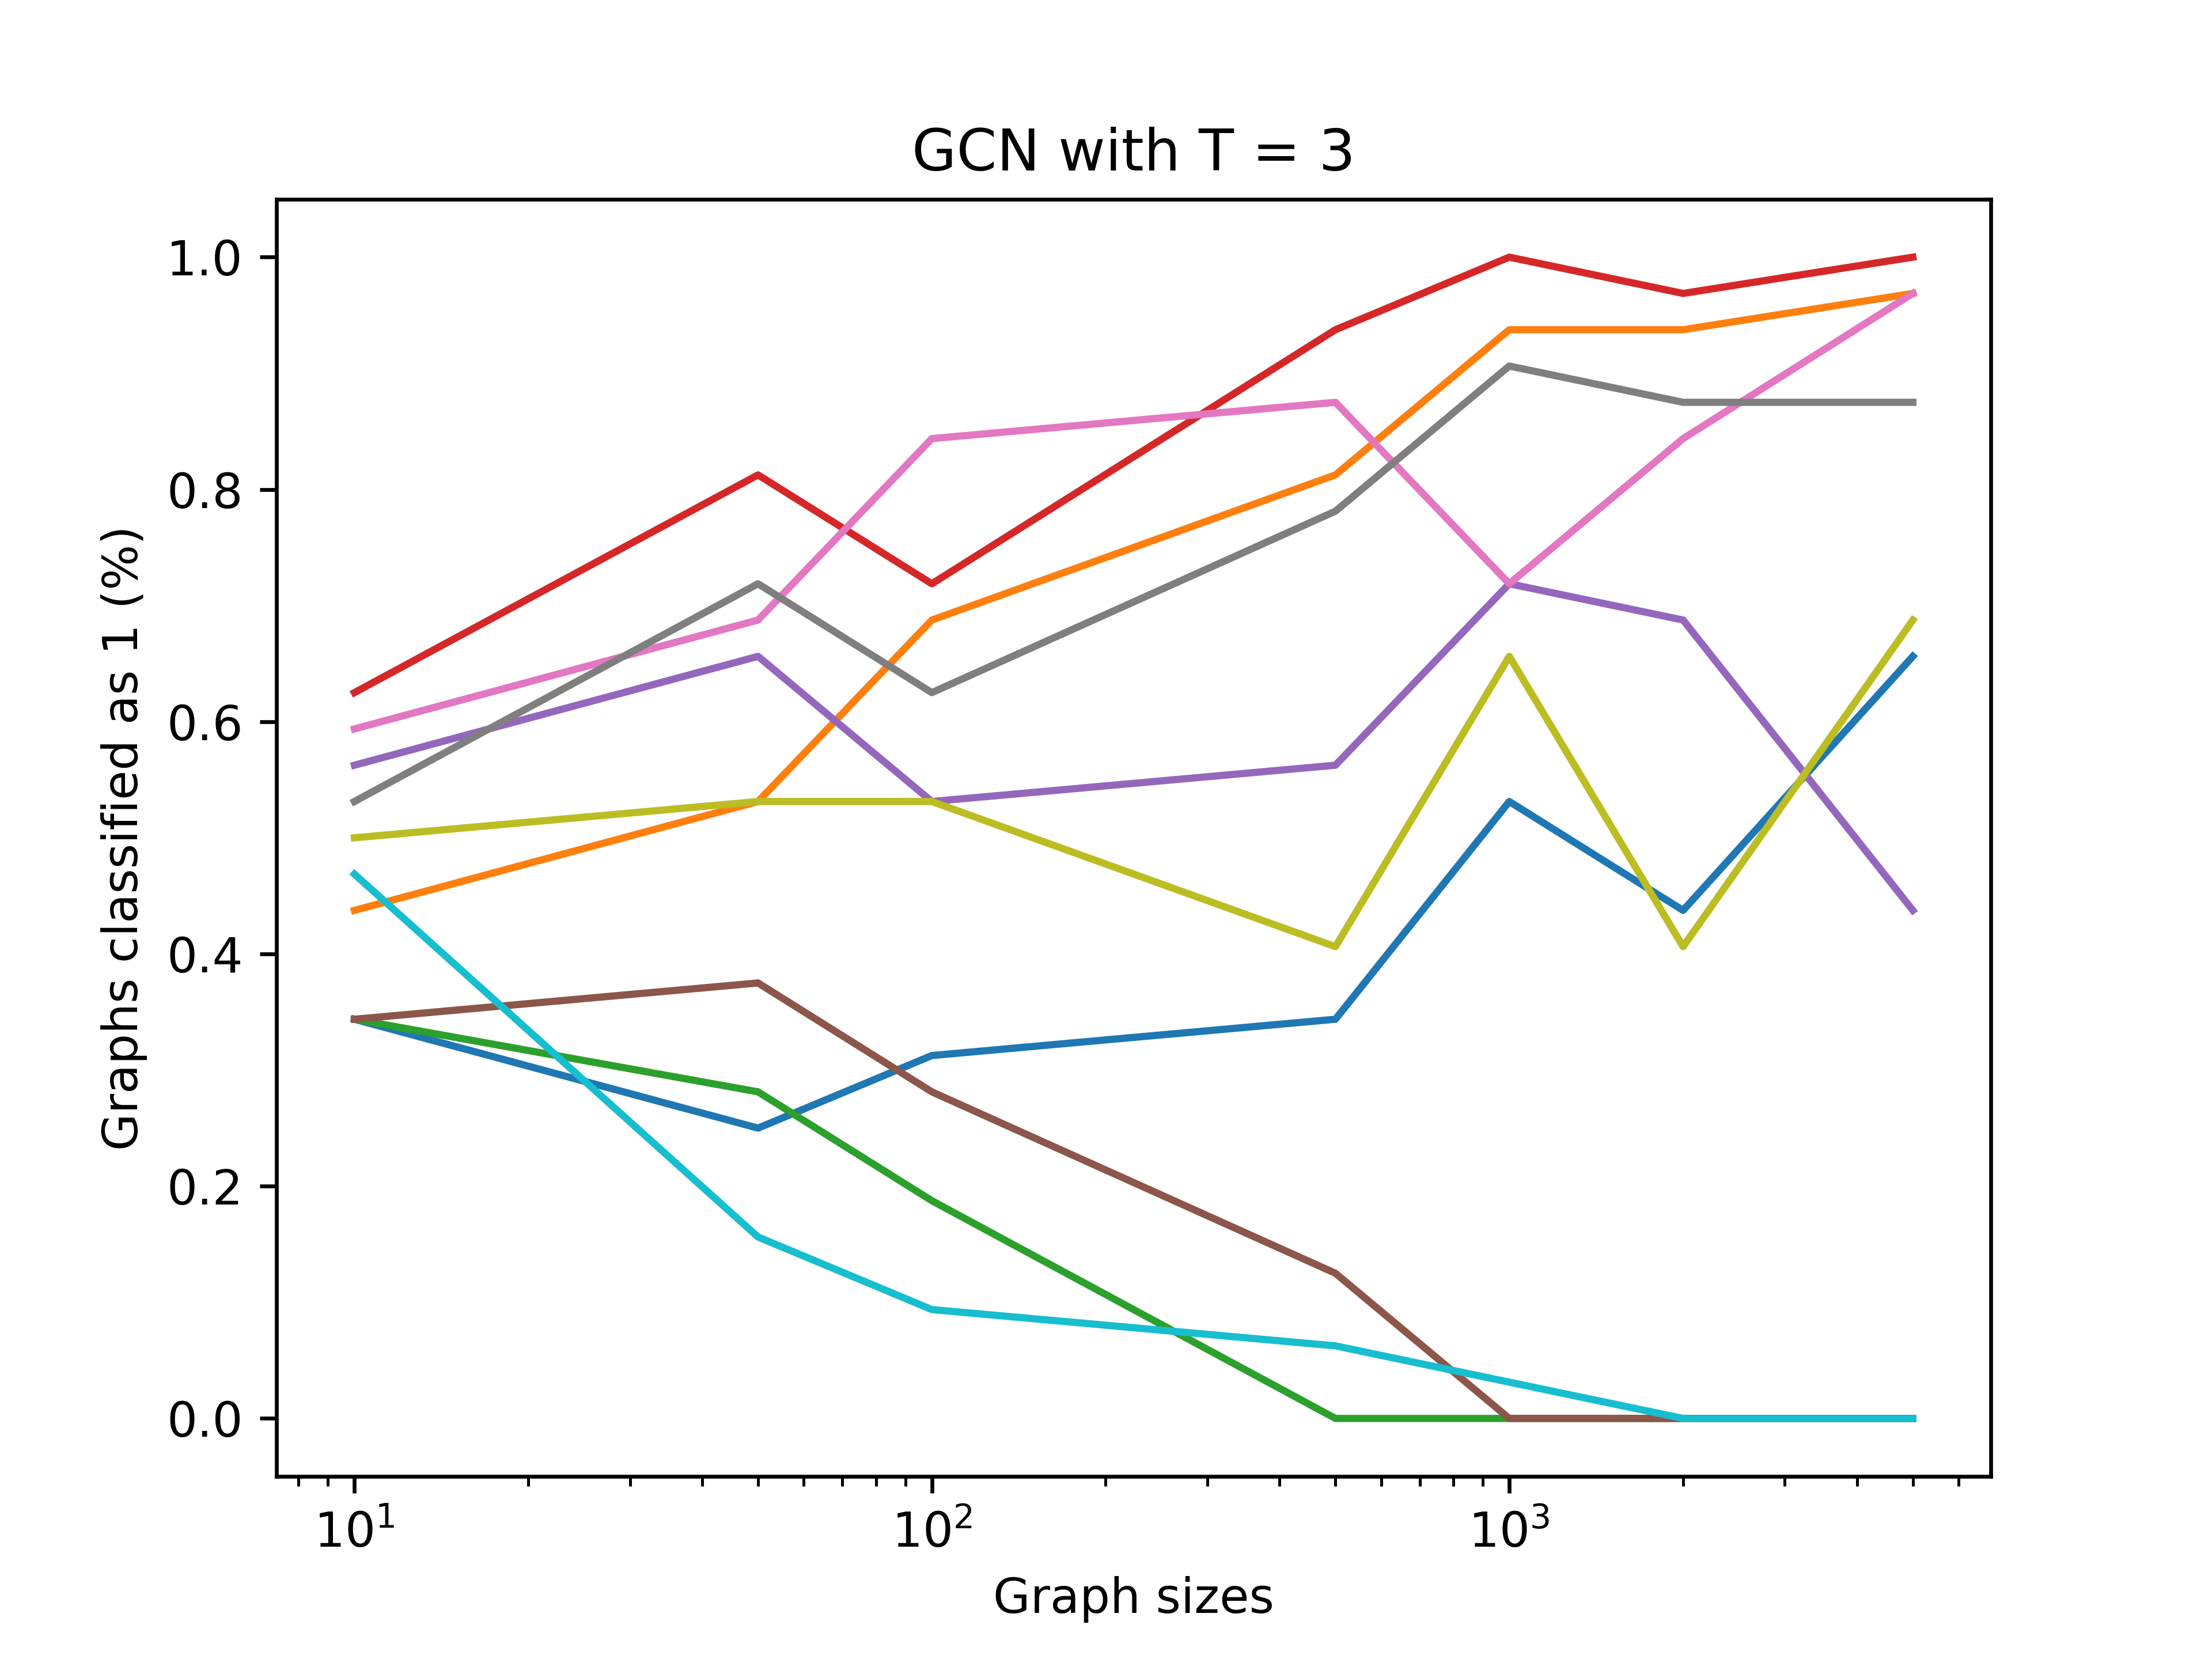 GCN with T = 3
Graphs classified as 1 (%)
1.0
0.8
0.6
0.4
0.2
0.0
10¹ 10² 10³
Graph sizes